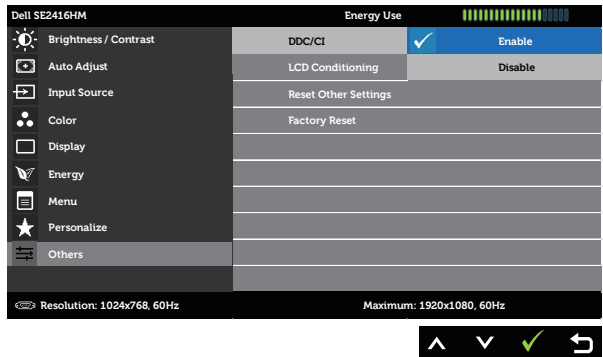 Dell SE2416HM Energy Use
Brightness / Contrast DDC/CI Enable
Auto Adjust LCD Conditioning Disable
Input Source Reset Other Settings
Color Factory Reset
Display
Energy
Menu
Personalize
Others
Resolution: 1024x768, 60Hz Maximum: 1920x1080, 60Hz